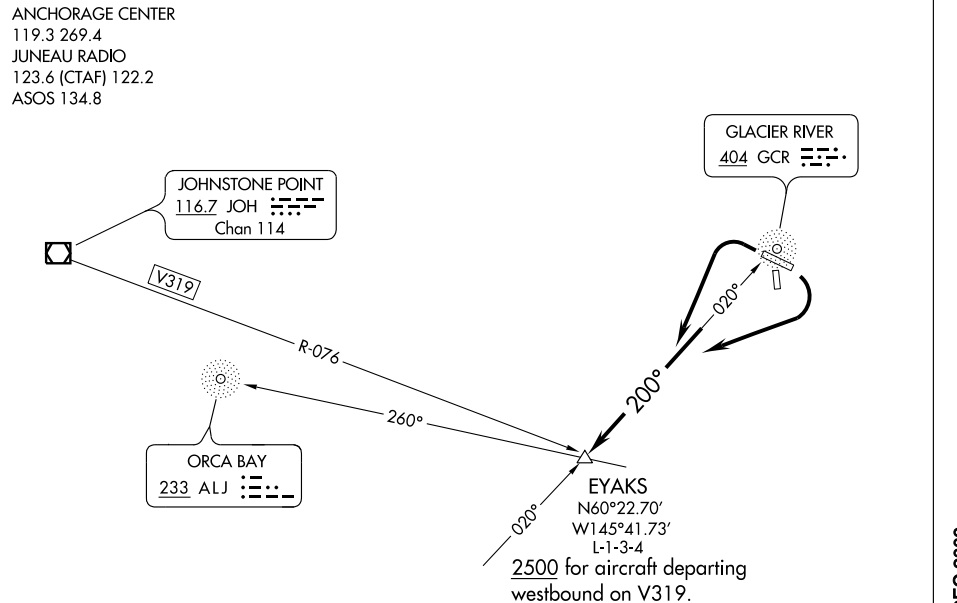 ANCHORAGE CENTER
119.3 269.4
JUNEAU RADIO
123.6 (CTAF) 122.2
ASOS 134.8
GLACIER RIVER
404 GCR
JOHNSTONE POINT
116.7 JOH
Chan 114
V319
R-076
020°
200°
260°
ORCA BAY
233 ALJ
EYAKS
N60°22.70'
W145°41.73'
L-1-3-4
020°
2500 for aircraft departing
westbound on V319.